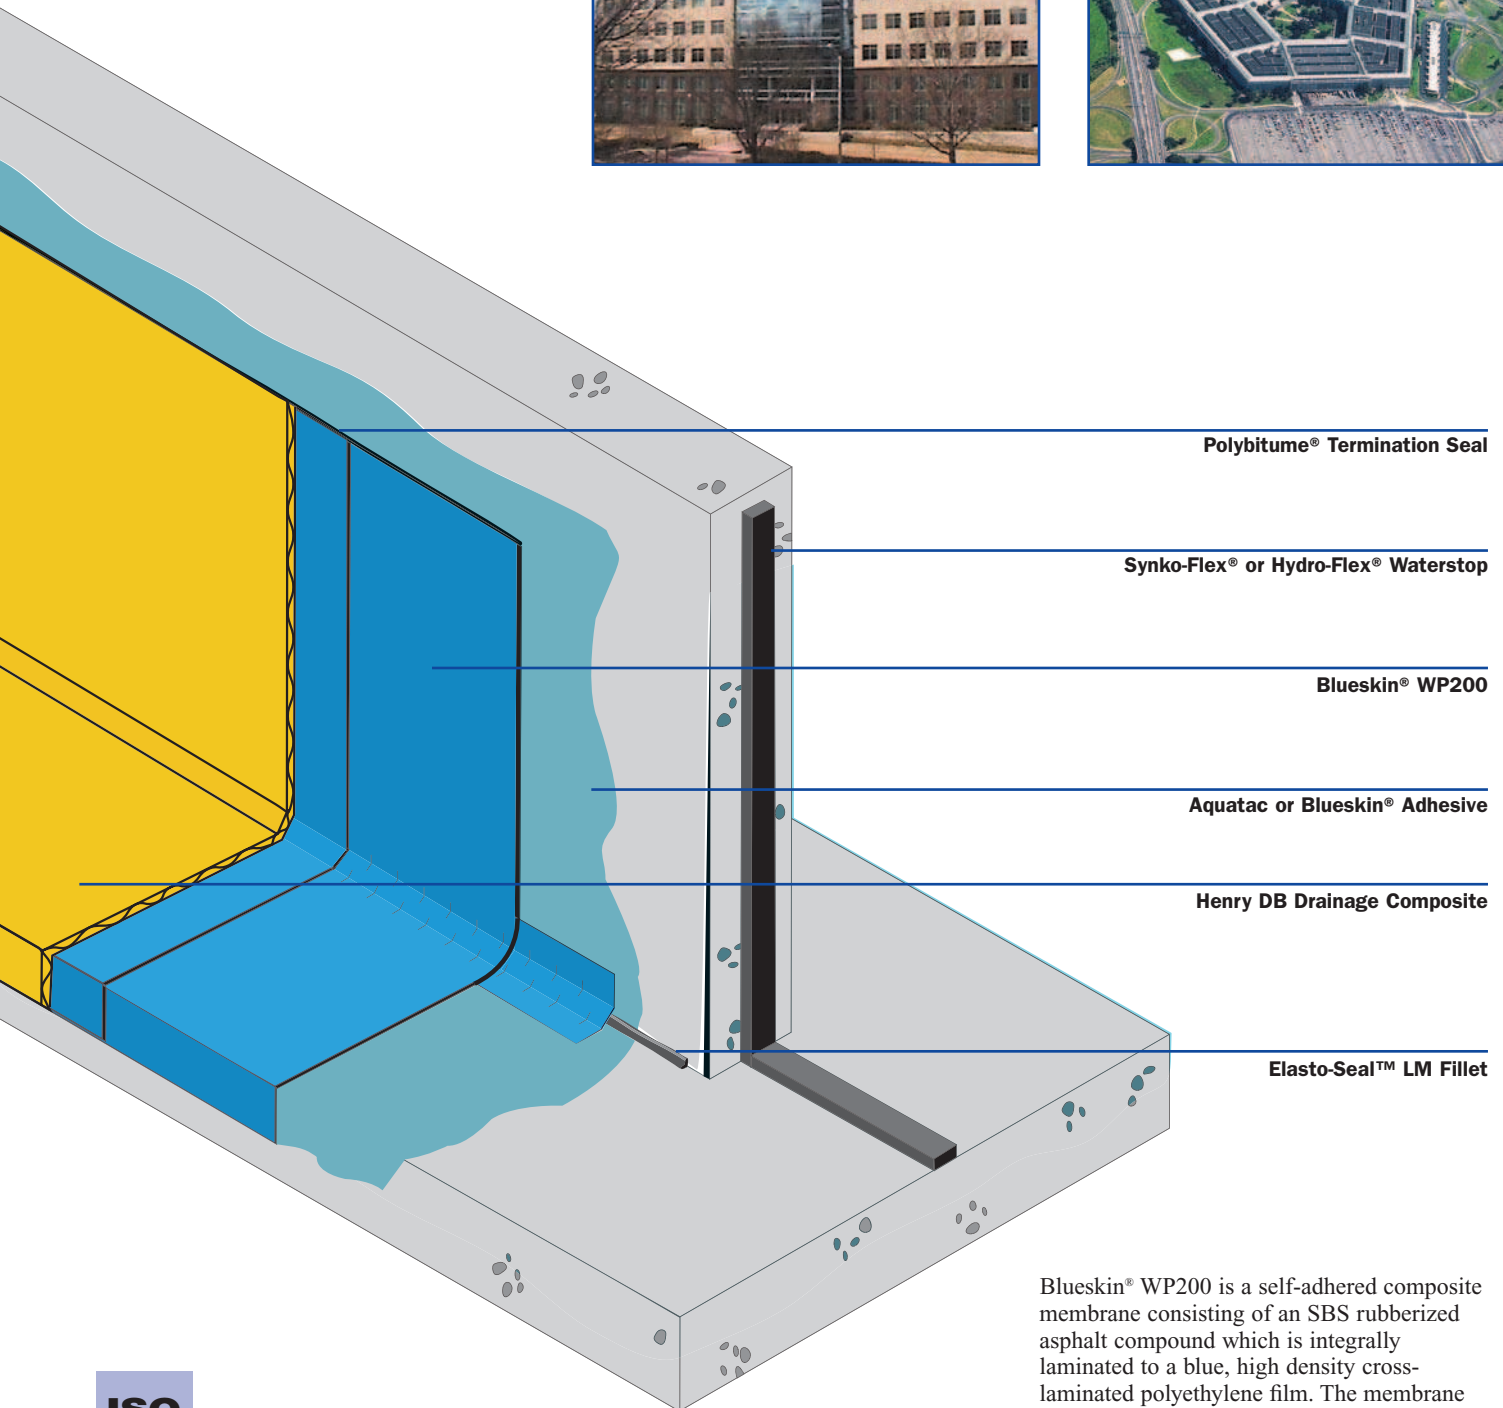 Polybitume® Termination Seal
Synko-Flex® or Hydro-Flex® Waterstop
Blueskin® WP200
Aquatac or Blueskin® Adhesive
Henry DB Drainage Composite
Elasto-Seal™ LM Fillet
Blueskin® WP200 is a self-adhered composite
membrane consisting of an SBS rubberized
asphalt compound which is integrally
laminated to a blue, high density cross-
laminated polyethylene film. The membrane
ISO